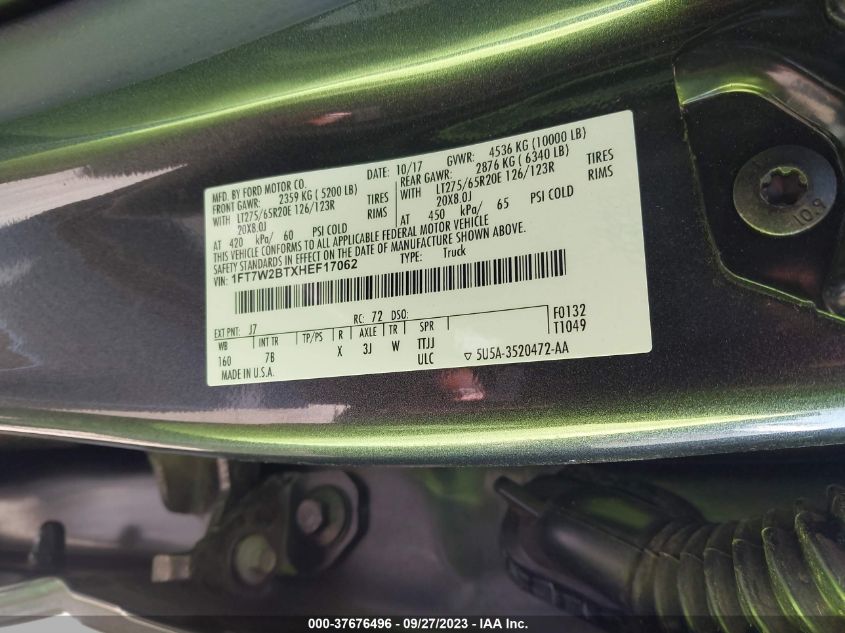 MFD. BY FORD MOTOR CO.
DATE: 10/17 GVWR: 4536 KG (10000 LB)
FRONT GAWR: 2359 KG ( 5200 LB) REAR GAWR: 2876 KG ( 6340 LB)
WITH LT275/65R20E 126/123R TIRES WITH LT275/65R20E 126/123R TIRES
20X8.0J RIMS 20X8.0J RIMS
AT 420 kPa/ 60 PSI COLD AT 450 kPa/ 65 PSI COLD
THIS VEHICLE CONFORMS TO ALL APPLICABLE FEDERAL MOTOR VEHICLE
SAFETY STANDARDS IN EFFECT ON THE DATE OF MANUFACTURE SHOWN ABOVE.
VIN: 1FT7W2BTXHEF17062 TYPE: Truck
EXT PNT: J7 RC: 72 DSO: F0132
WB INT TR TP/PS R AXLE TR SPR T1049
160 7B X 3J W TTJJ
ULC ▽ 5U5A-3520472-AA
MADE IN U.S.A.
10.9
000-37676496 - 09/27/2023 - IAA Inc.